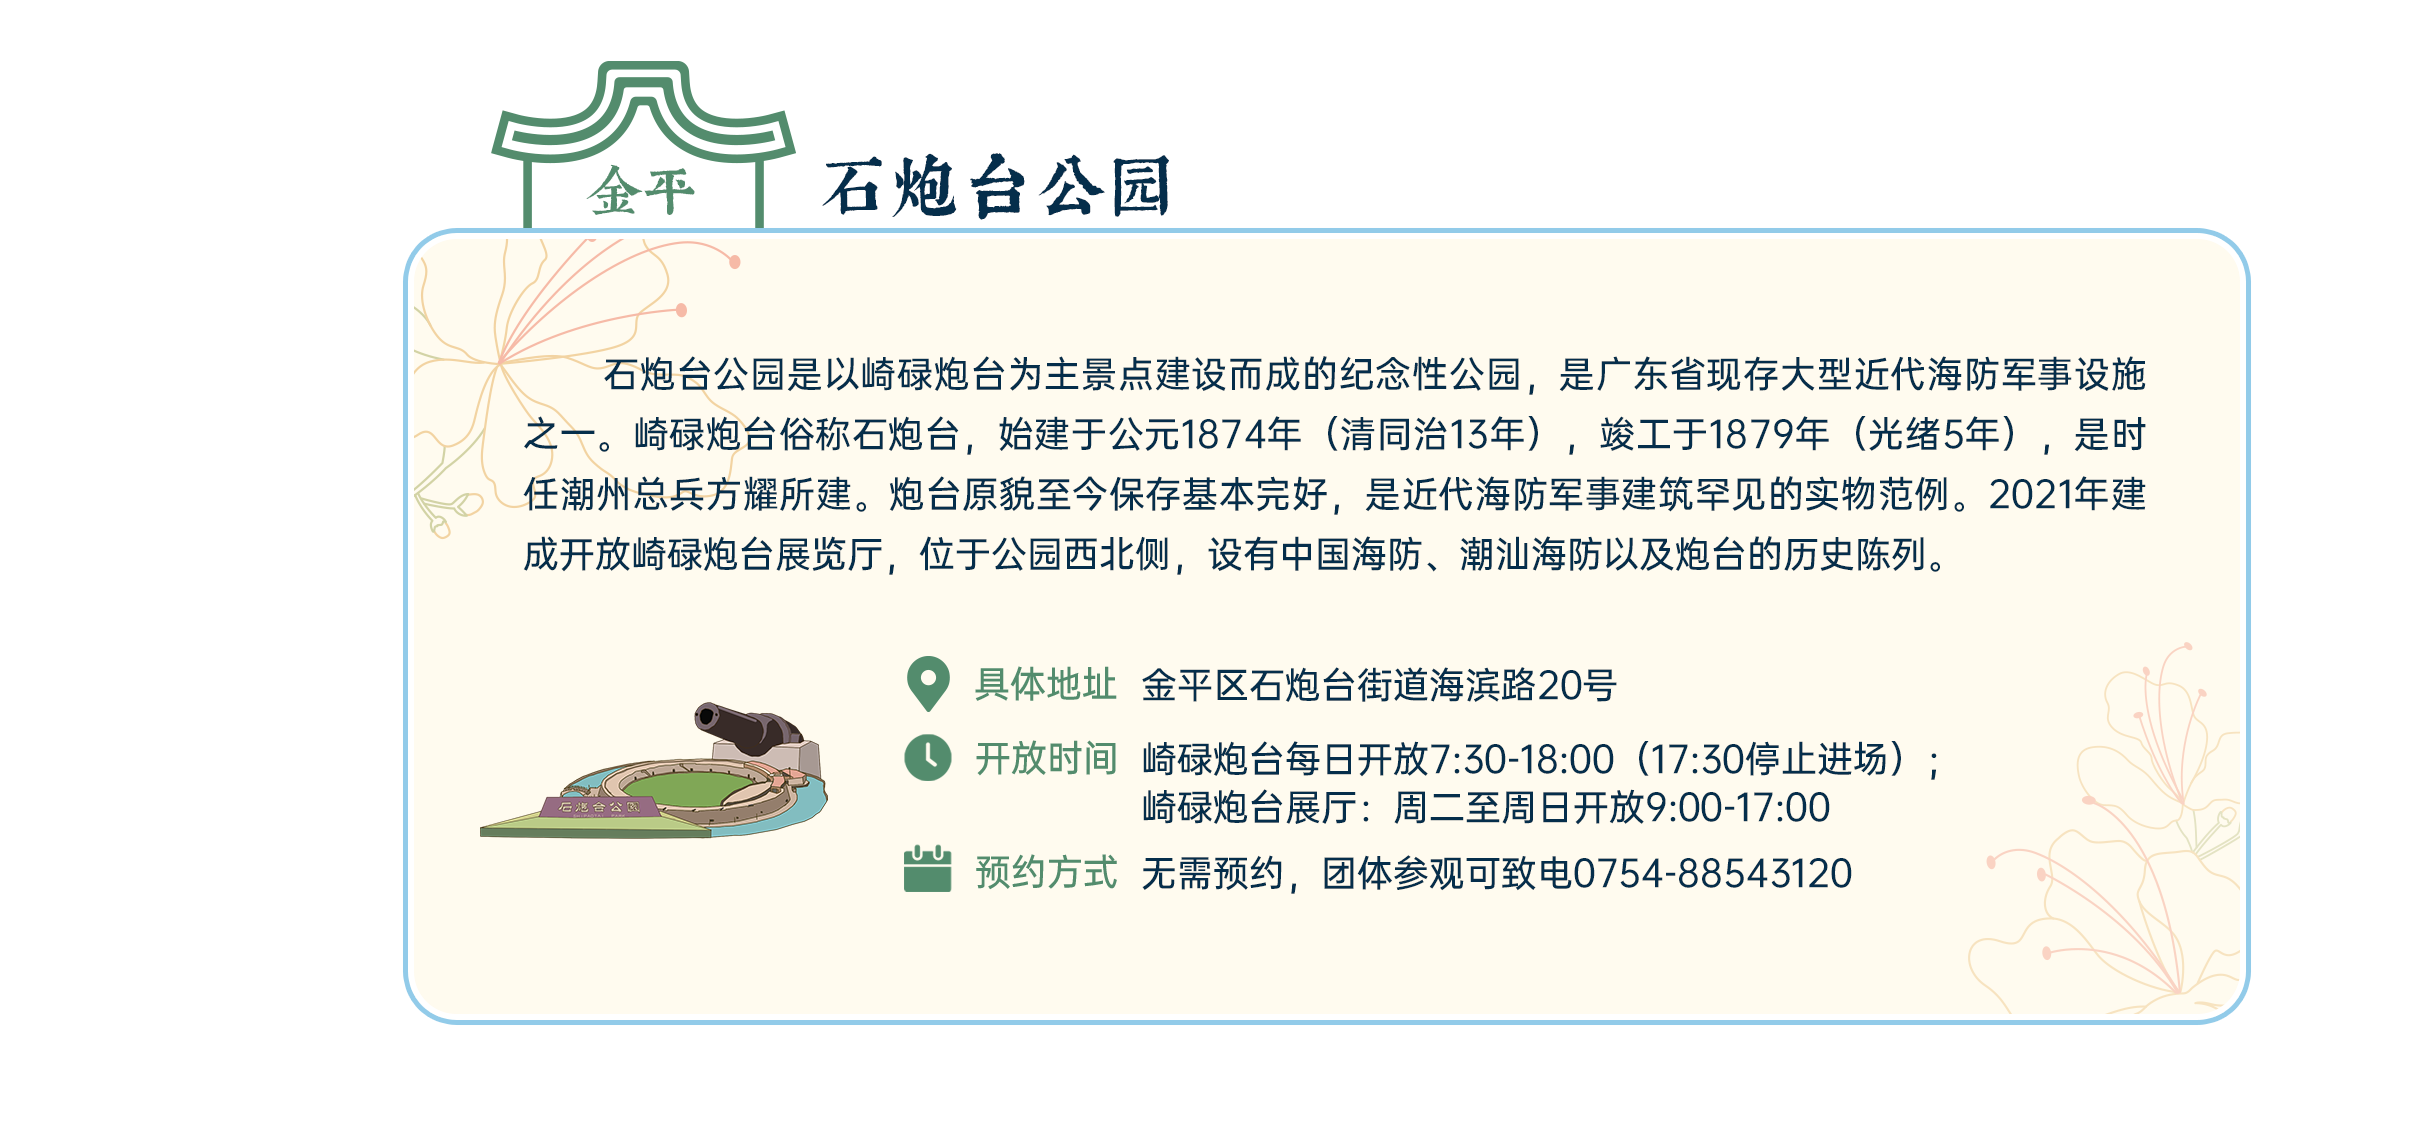 金平
石炮台公园
石炮台公园是以崎碌炮台为主景点建设而成的纪念性公园，是广东省现存大型近代海防军事设施
之一。崎碌炮台俗称石炮台，始建于公元1874年（清同治13年），竣工于1879年（光绪5年），是时
任潮州总兵方耀所建。炮台原貌至今保存基本完好，是近代海防军事建筑罕见的实物范例。2021年建
成开放崎碌炮台展览厅，位于公园西北侧，设有中国海防、潮汕海防以及炮台的历史陈列。
具体地址 金平区石炮台街道海滨路20号
开放时间 崎碌炮台每日开放7:30-18:00（17:30停止进场）；
崎碌炮台展厅：周二至周日开放9:00-17:00
石炮台公園
SHIPAOTAI PARK
预约方式 无需预约，团体参观可致电0754-88543120